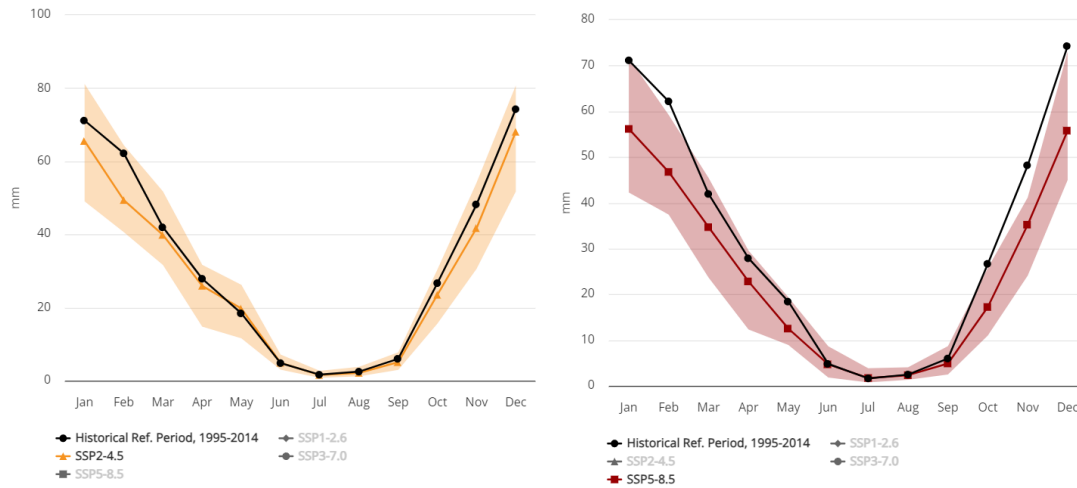 100
80
60
40
20
0
mm
Jan Feb Mar Apr May Jun Jul Aug Sep Oct Nov Dec
Historical Ref. Period, 1995-2014 SSP1-2.6
SSP2-4.5 SSP3-7.0
SSP5-8.5
80
70
60
50
40
30
20
10
0
mm
Jan Feb Mar Apr May Jun Jul Aug Sep Oct Nov Dec
Historical Ref. Period, 1995-2014 SSP1-2.6
SSP2-4.5 SSP3-7.0
SSP5-8.5